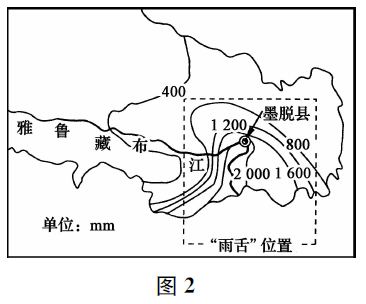 400
墨脱县
1 200
雅鲁藏布江
800
2 000
1 600
单位：mm
“雨舌”位置
图 2